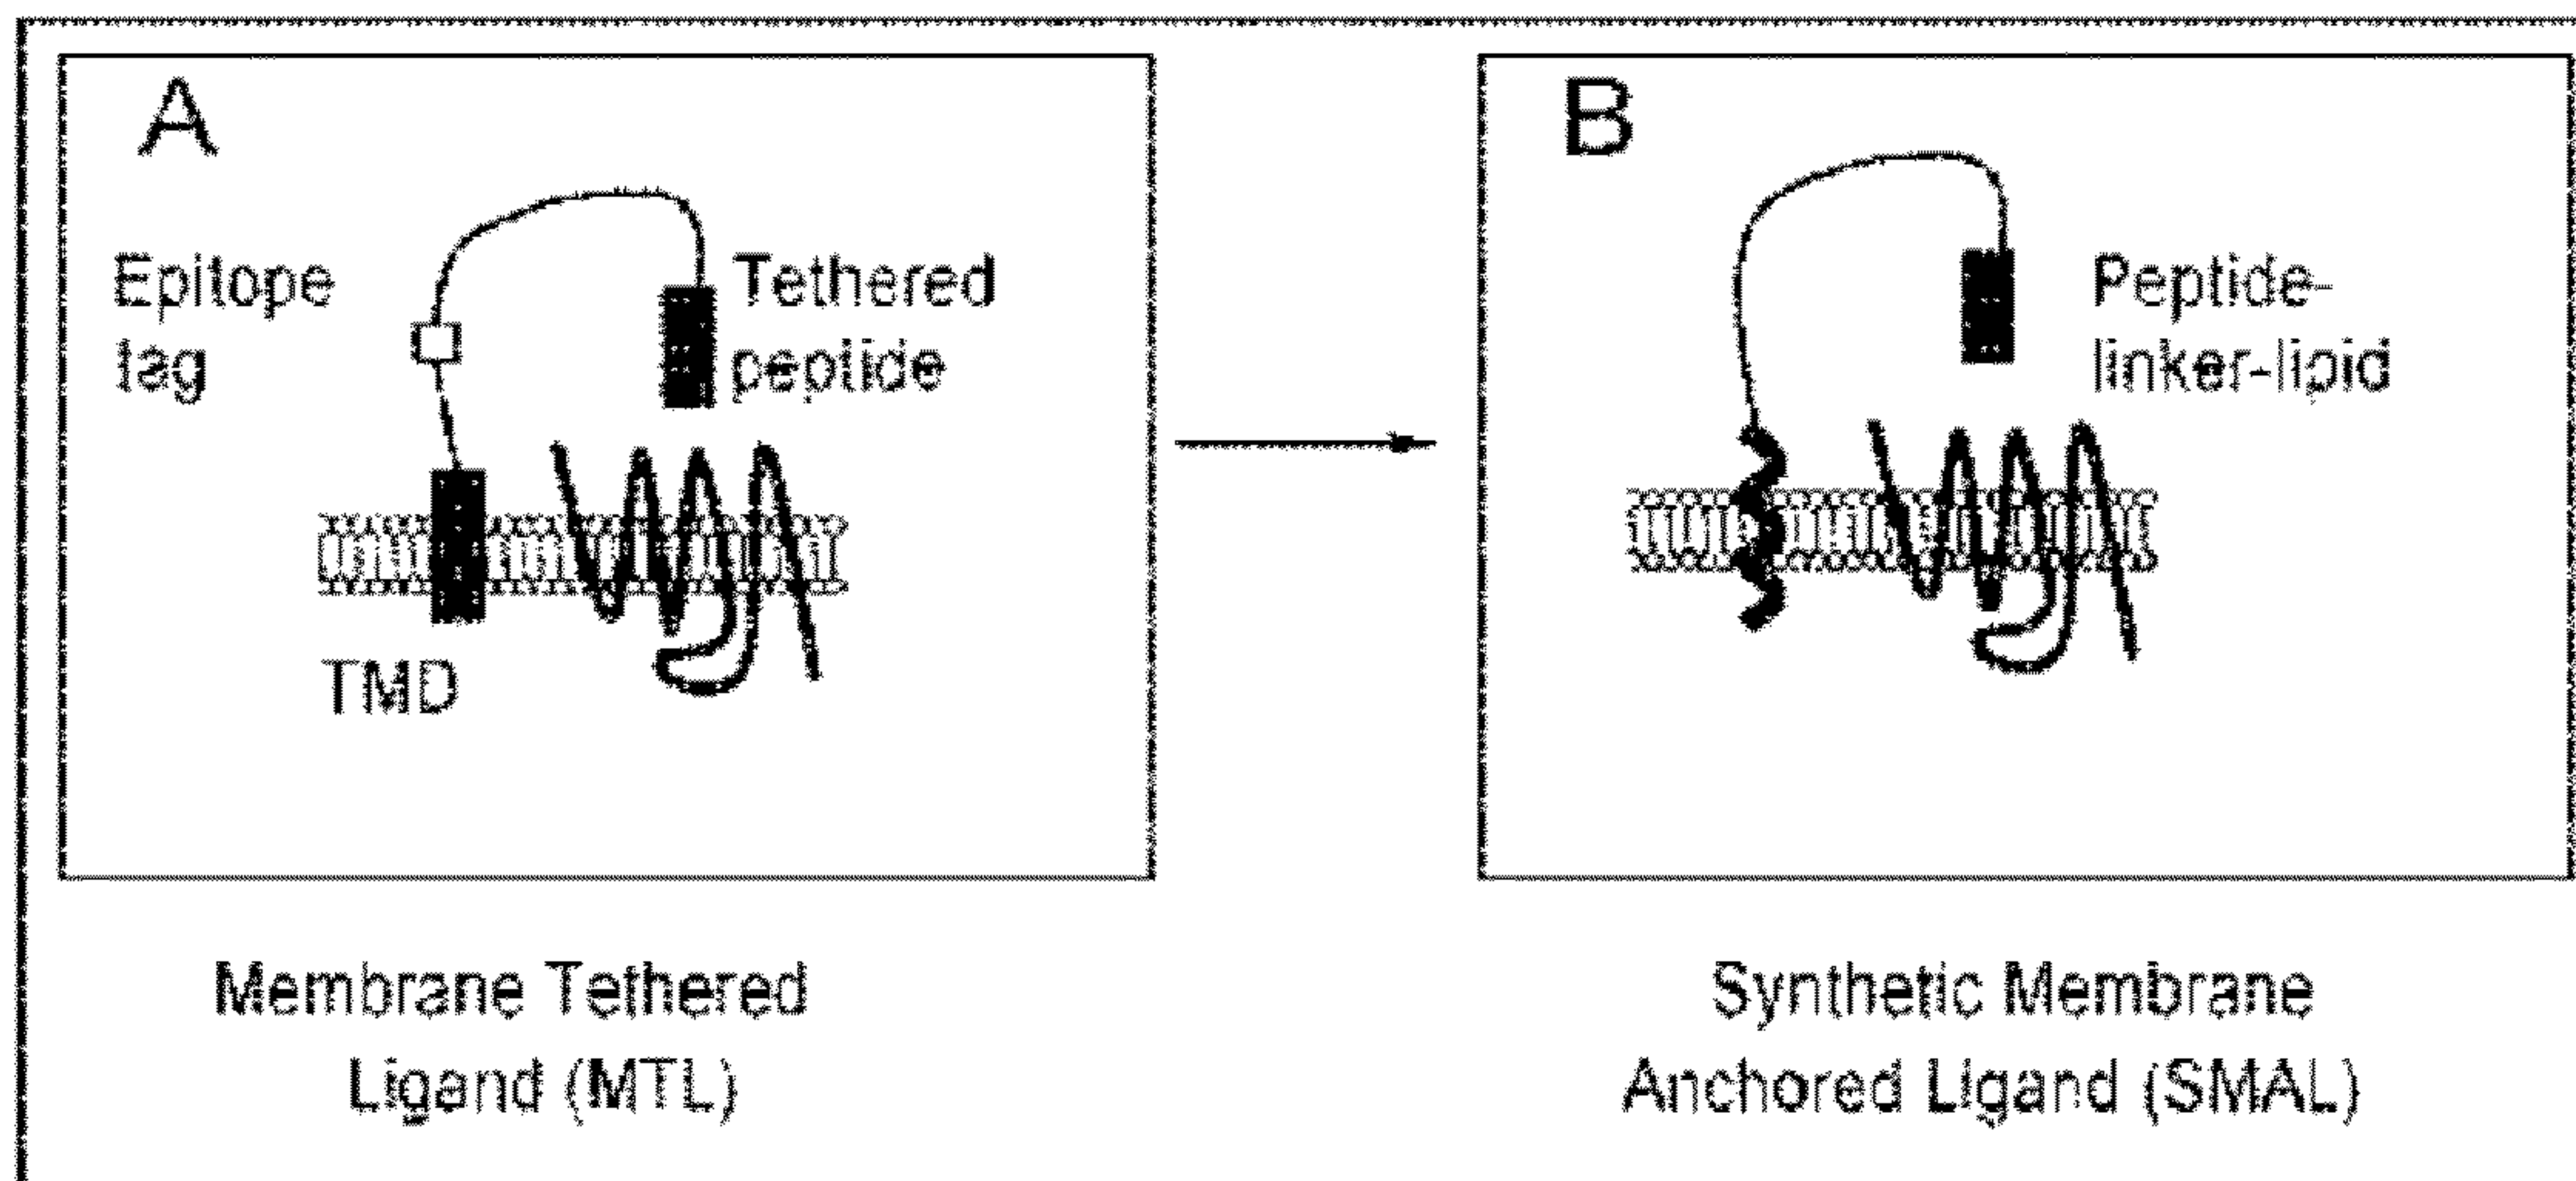 A
Epitope
tag
Tethered
peptide
TMD
B
Peptide-
linker-lipid
Membrane Tethered
Ligand (MTL)
Synthetic Membrane
Anchored Ligand (SMAL)